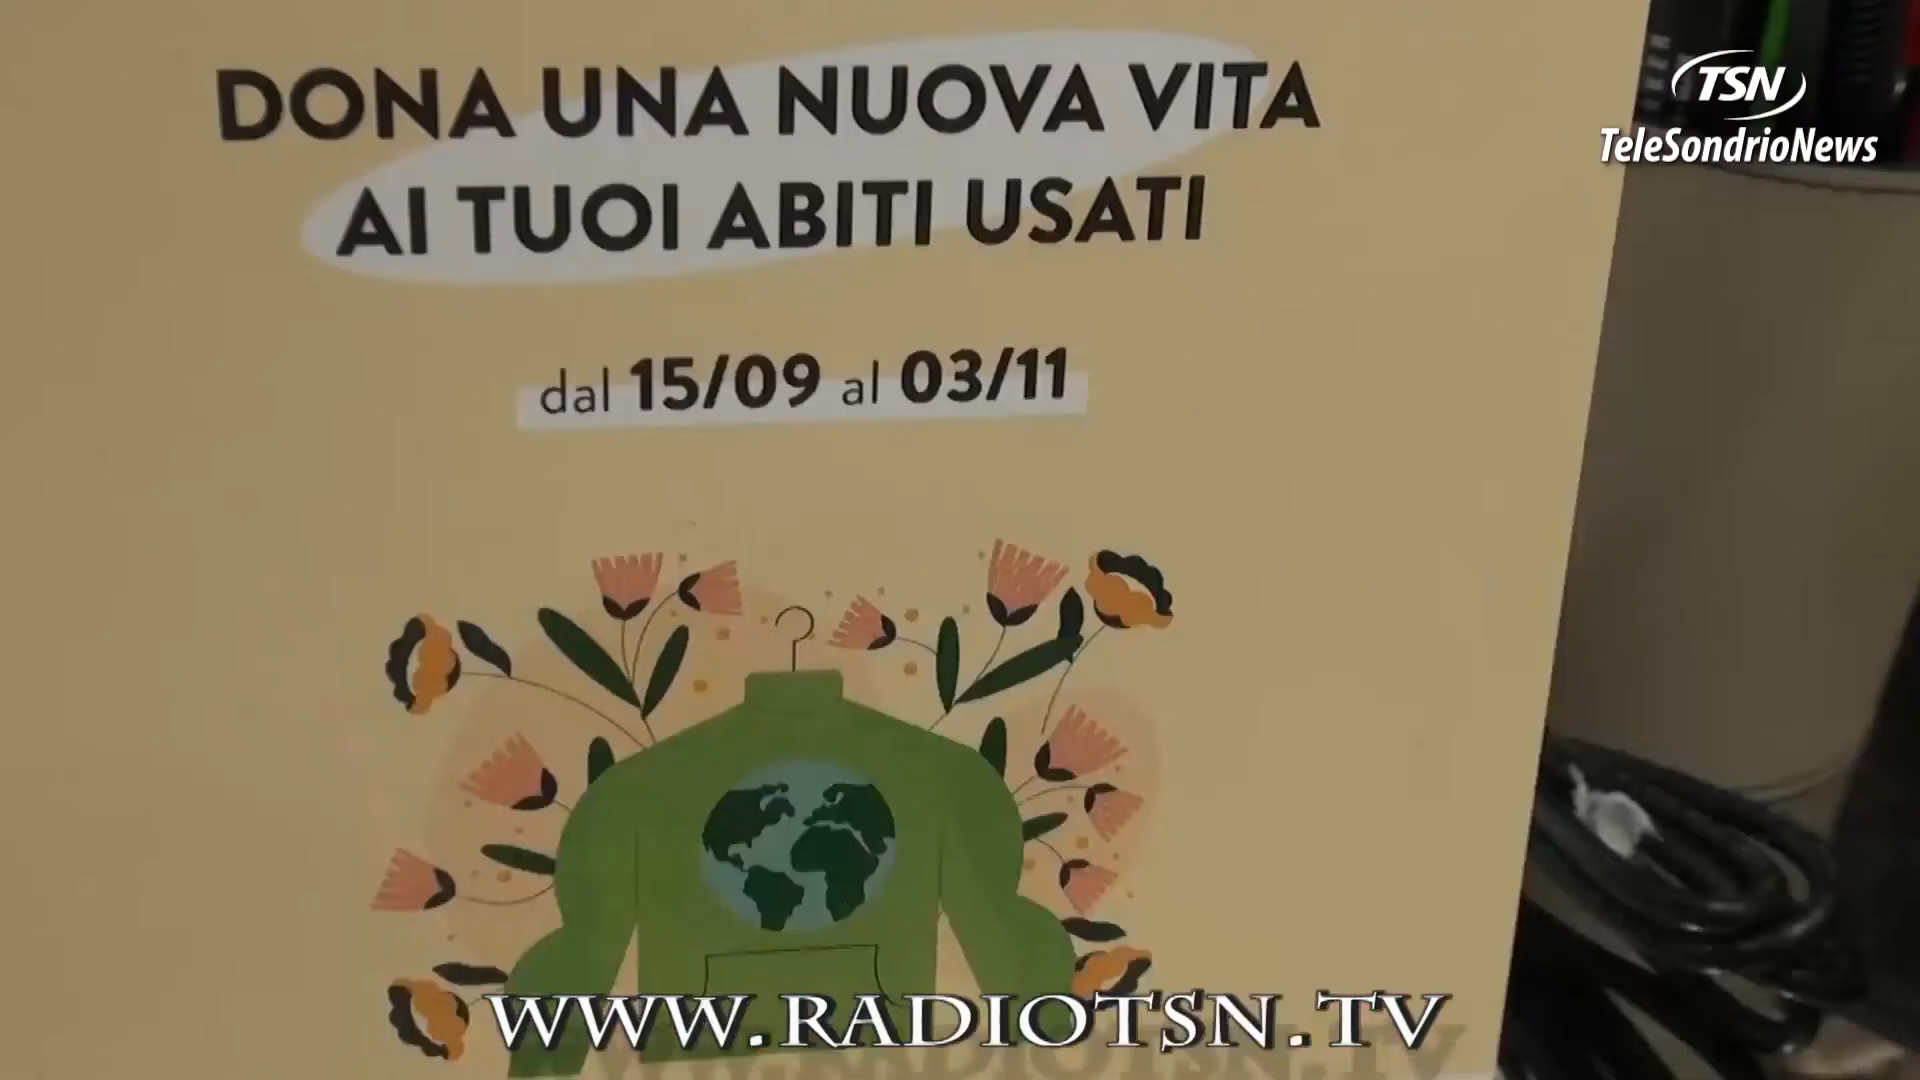 DONA UNA NUOVA VITA
AI TUOI ABITI USATI
dal 15/09 al 03/11
TSN
TeleSondrioNews
WWW.RADIOTSN.TV